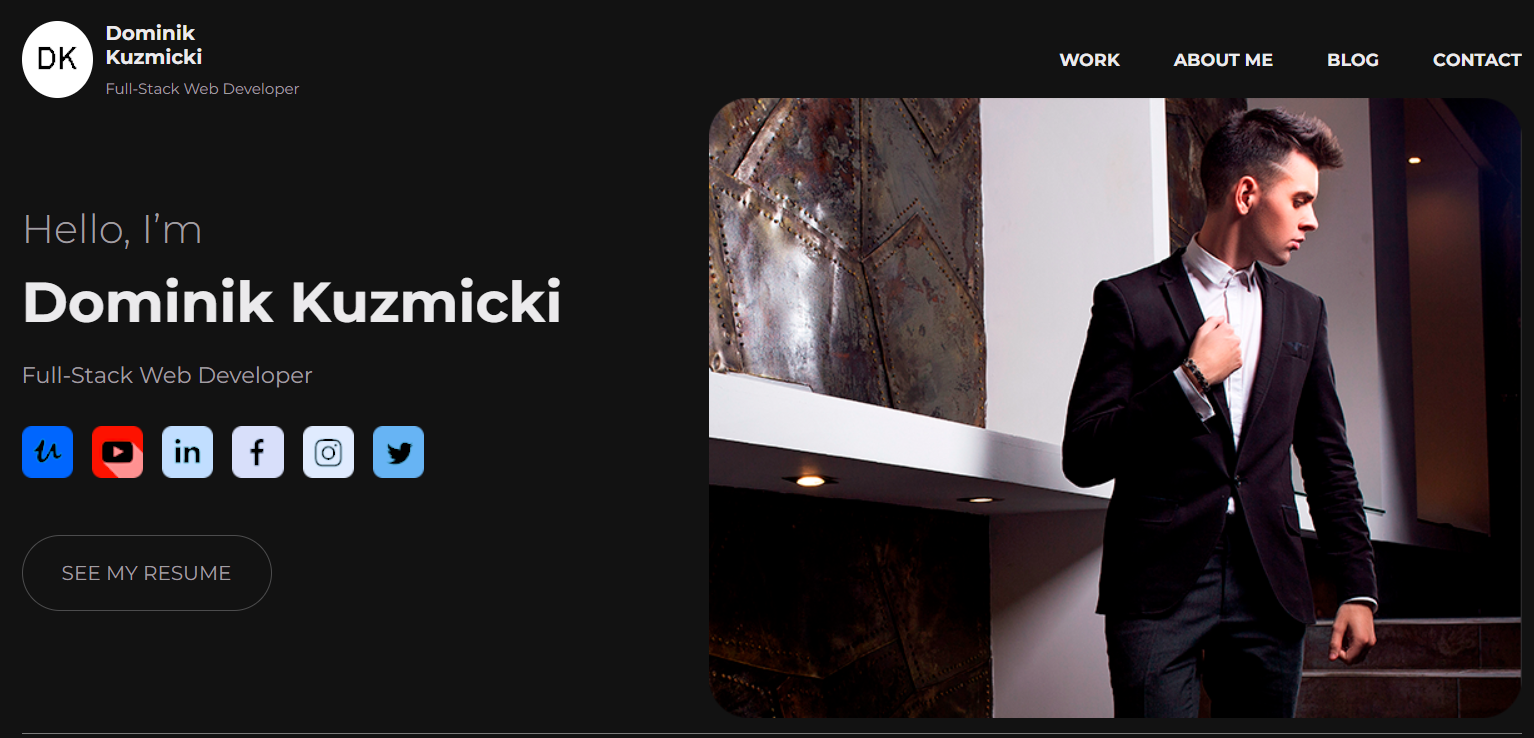 DK
Dominik
Kuzmicki
Full-Stack Web Developer
WORK ABOUT ME BLOG CONTACT
Hello, I’m
Dominik Kuzmicki
Full-Stack Web Developer
u in f
SEE MY RESUME